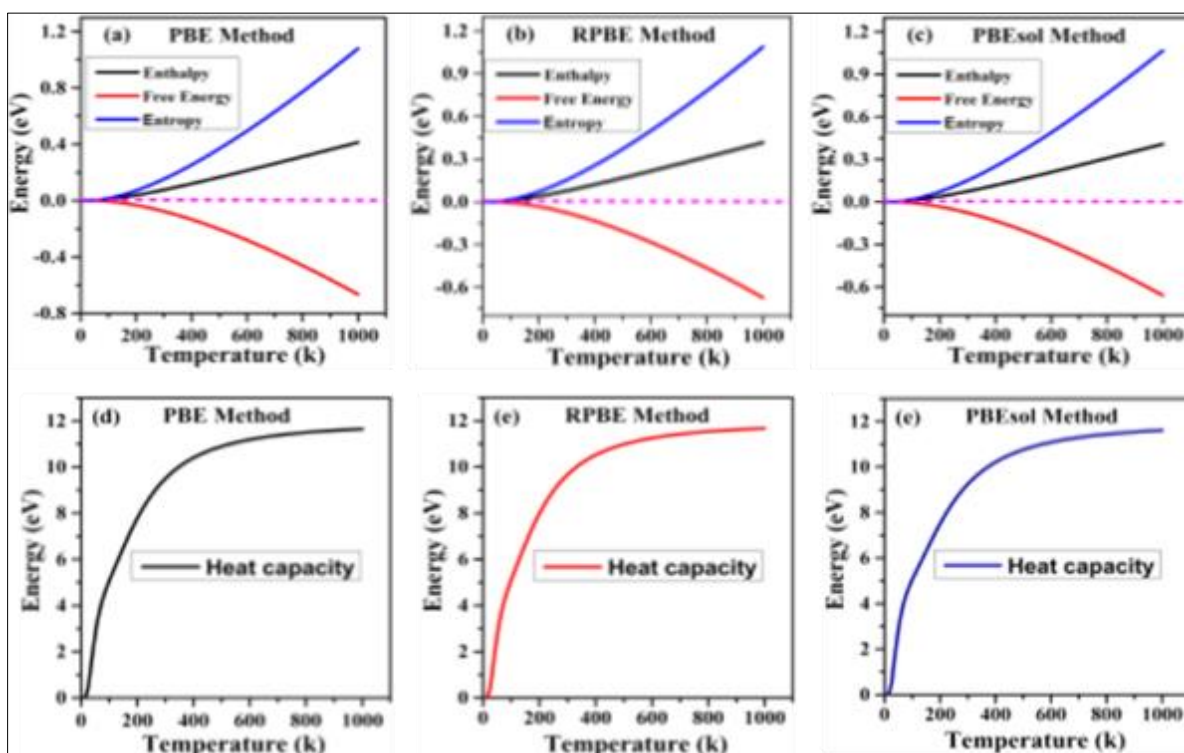 (a) PBE Method
Enthalpy
Free Energy
Entropy
Energy (eV)
1.2
0.8
0.4
0.0
-0.4
-0.8
0 200 400 600 800 1000
Temperature (k)
(b) RPBE Method
Enthalpy
Free Energy
Entropy
Energy (eV)
1.2
0.9
0.6
0.3
0.0
-0.3
-0.6
0 200 400 600 800 1000
Temperature (k)
(c) PBEsol Method
Enthalpy
Free Energy
Entropy
Energy (eV)
1.2
0.9
0.6
0.3
0.0
-0.3
-0.6
0 200 400 600 800 1000
Temperature (k)
(d) PBE Method
Heat capacity
Energy (eV)
12
10
8
6
4
2
0
0 200 400 600 800 1000
Temperature (k)
(e) RPBE Method
Heat capacity
Energy (eV)
12
10
8
6
4
2
0
0 200 400 600 800 1000
Temperature (k)
(e) PBEsol Method
Heat capacity
Energy (eV)
12
10
8
6
4
2
0
0 200 400 600 800 1000
Temperature (k)